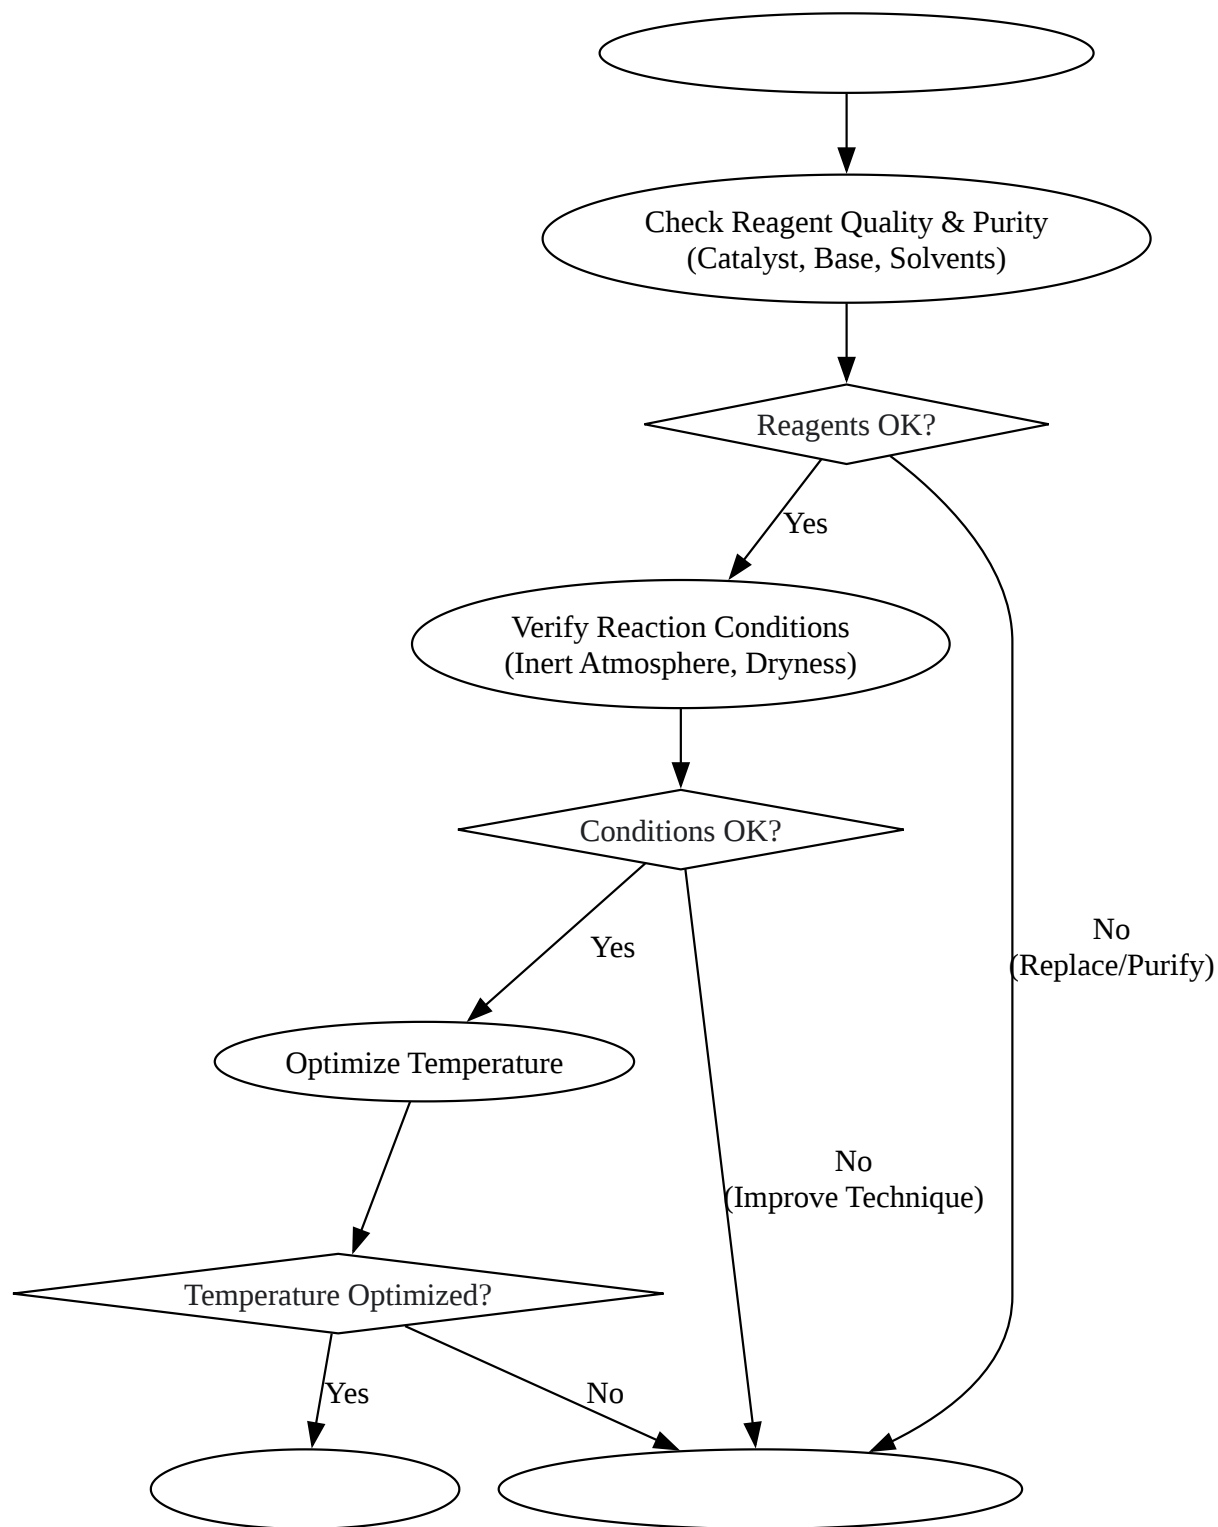 Check Reagent Quality & Purity
(Catalyst, Base, Solvents)
Reagents OK?
Yes
Verify Reaction Conditions
(Inert Atmosphere, Dryness)
Conditions OK?
Yes
No
(Replace/Purify)
Optimize Temperature
No
(Improve Technique)
Temperature Optimized?
Yes
No